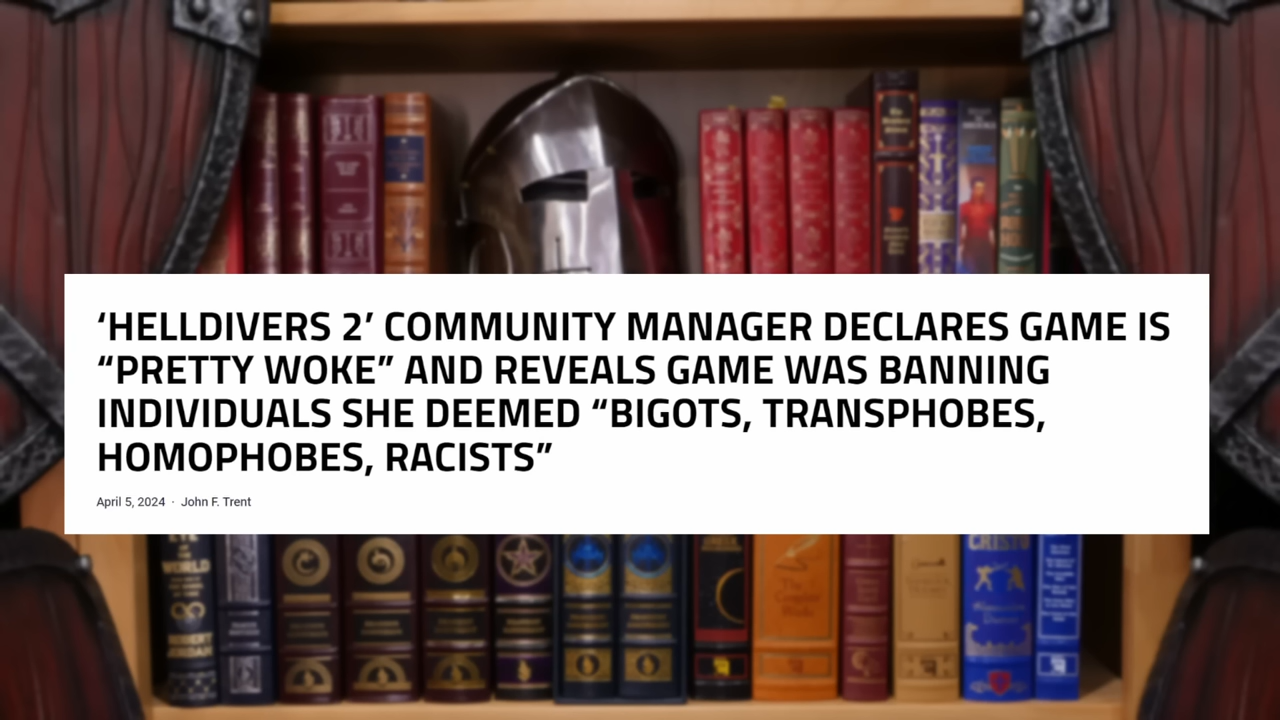 ‘HELLDIVERS 2’ COMMUNITY MANAGER DECLARES GAME IS
“PRETTY WOKE” AND REVEALS GAME WAS BANNING
INDIVIDUALS SHE DEEMED “BIGOTS, TRANSPHOBES,
HOMOPHOBES, RACISTS”
April 5, 2024 · John F. Trent
WORLD